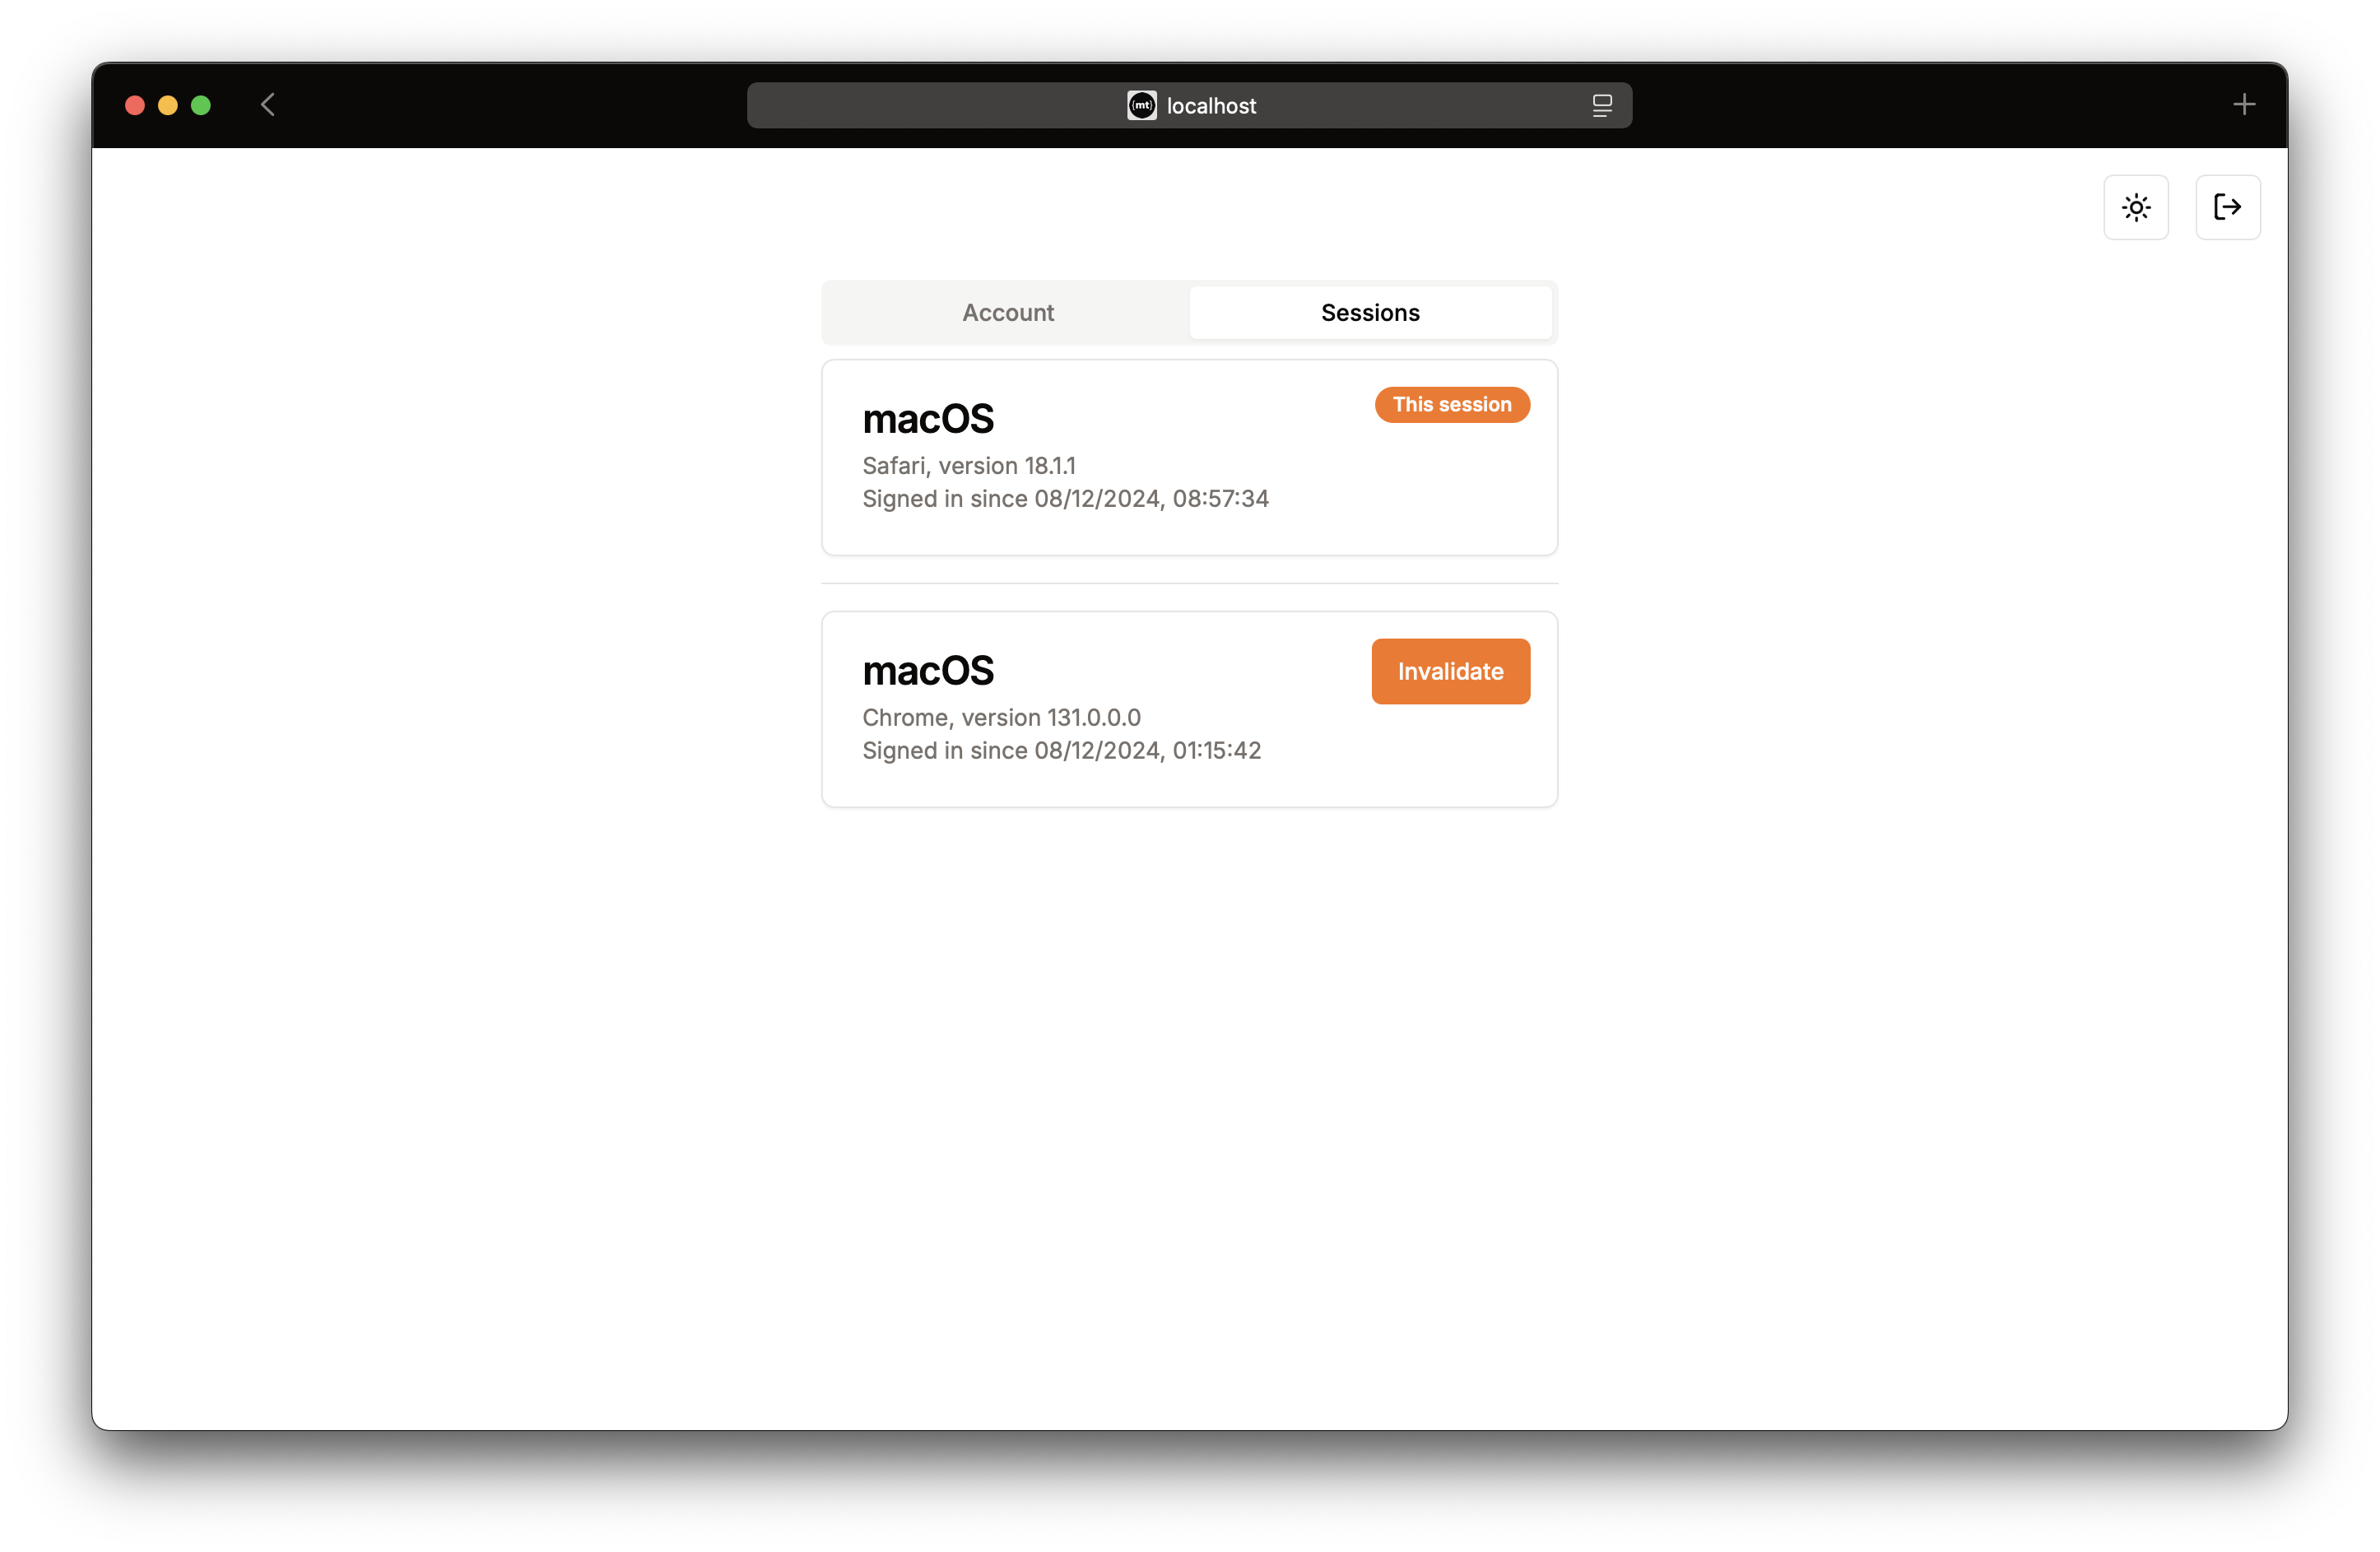 (mt) localhost
Account
Sessions
macOS
This session
Safari, version 18.1.1
Signed in since 08/12/2024, 08:57:34
macOS
Invalidate
Chrome, version 131.0.0.0
Signed in since 08/12/2024, 01:15:42